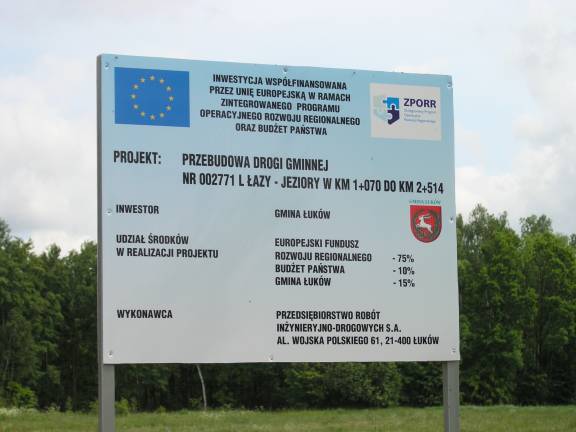 INWESTYCJA WSPÓŁFINANSOWANA
PRZEZ UNIĘ EUROPEJSKĄ W RAMACH
ZINTEGROWANEGO PROGRAMU
OPERACYJNEGO ROZWOJU REGIONALNEGO
ORAZ BUDŻET PAŃSTWA
ZPORR
PROJEKT: PRZEBUDOWA DROGI GMINNEJ
NR 002771 L ŁAZY - JEZIORY W KM 1+070 DO KM 2+514
GMINA ŁUKÓW
INWESTOR GMINA ŁUKÓW
UDZIAŁ ŚRODKÓW
W REALIZACJI PROJEKTU
EUROPEJSKI FUNDUSZ
ROZWOJU REGIONALNEGO - 75%
BUDŻET PAŃSTWA - 10%
GMINA ŁUKÓW - 15%
WYKONAWCA
PRZEDSIĘBIORSTWO ROBÓT
INŻYNIERYJNO-DROGOWYCH S.A.
AL. WOJSKA POLSKIEGO 61, 21-400 ŁUKÓW